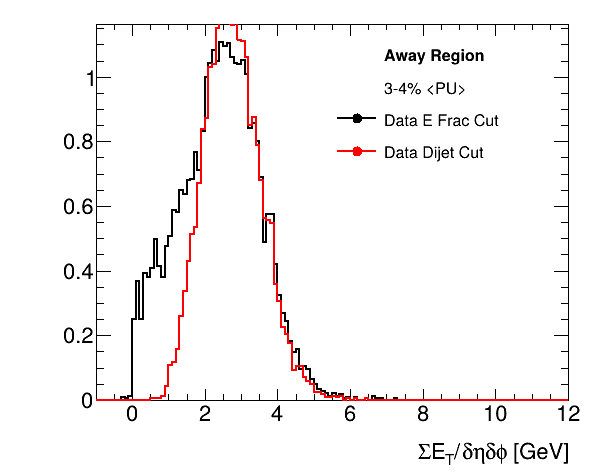 Away Region
3-4% <PU>
Data E Frac Cut
Data Dijet Cut
1
0.8
0.6
0.4
0.2
0
0 2 4 6 8 10 12
ΣE_T/δηδϕ [GeV]